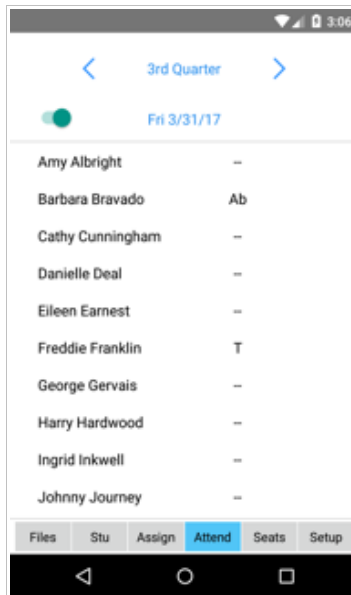 3:06
3rd Quarter
Fri 3/31/17
Amy Albright --
Barbara Bravado Ab
Cathy Cunningham --
Danielle Deal --
Eileen Earnest --
Freddie Franklin T
George Gervais --
Harry Hardwood --
Ingrid Inkwell --
Johnny Journey --
Files Stu Assign Attend Seats Setup